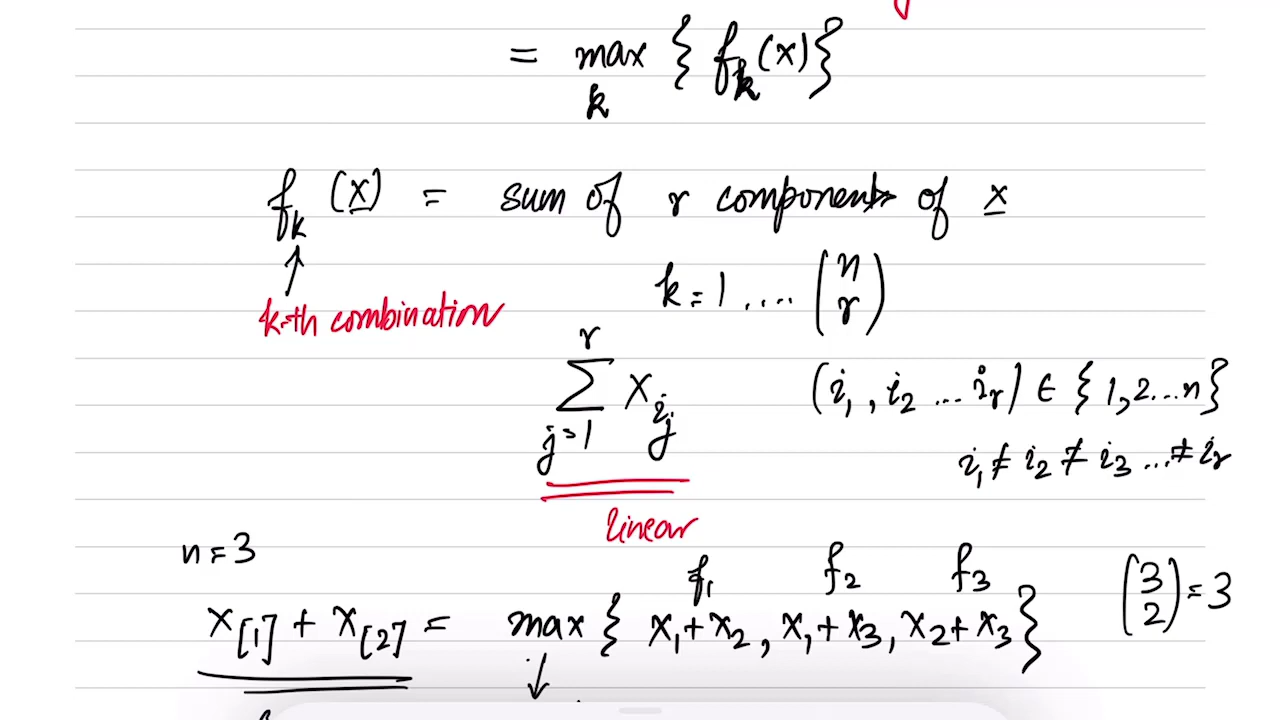 = max { f_k (x) }
k
f_k (x) = sum of r components of x
k-th combination
k = 1 .... (n r)
r
∑ x_{i_j}
j=1
(i_1, i_2 ... i_r) ∈ {1, 2 ... n}
i_1 ≠ i_2 ≠ i_3 ... ≠ i_r
linear
n = 3
f_1 f_2 f_3
x_[1] + x_[2] = max { x_1 + x_2, x_1 + x_3, x_2 + x_3 }
(3 2) = 3